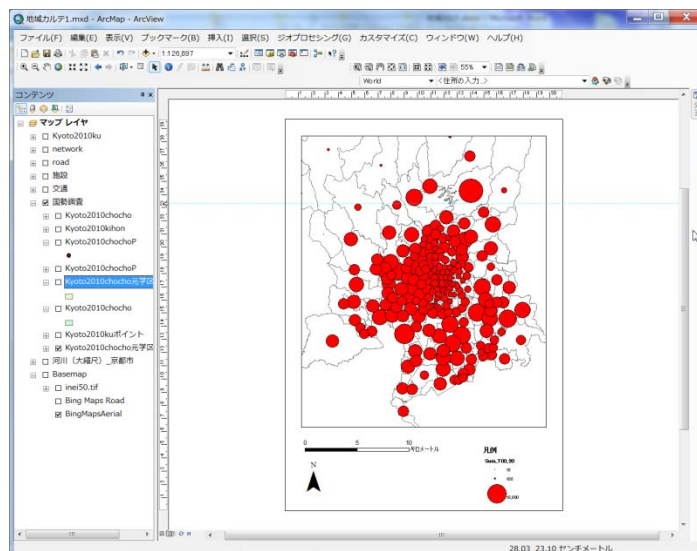 地域カルテ1.mxd - ArcMap - ArcView
ファイル(F) 編集(E) 表示(V) ブックマーク(B) 挿入(I) 選択(S) ジオプロセシング(G) カスタマイズ(C) ウィンドウ(W) ヘルプ(H)
1:126,897
55%
World <住所の入力...>
コンテンツ
マップ レイヤ
Kyoto2010ku
network
road
施設
交通
国勢調査
Kyoto2010chocho
Kyoto2010kihon
Kyoto2010chochoP
Kyoto2010chochoP
Kyoto2010chocho元学区
Kyoto2010chocho
Kyoto2010kuポイント
Kyoto2010chocho元学区
河川（大縮尺）_京都市
Basemap
inei50.tif
Bing Maps Road
BingMapsAerial
0 5 10
キロメートル
N
凡例
28.03 23.10 センチメートル